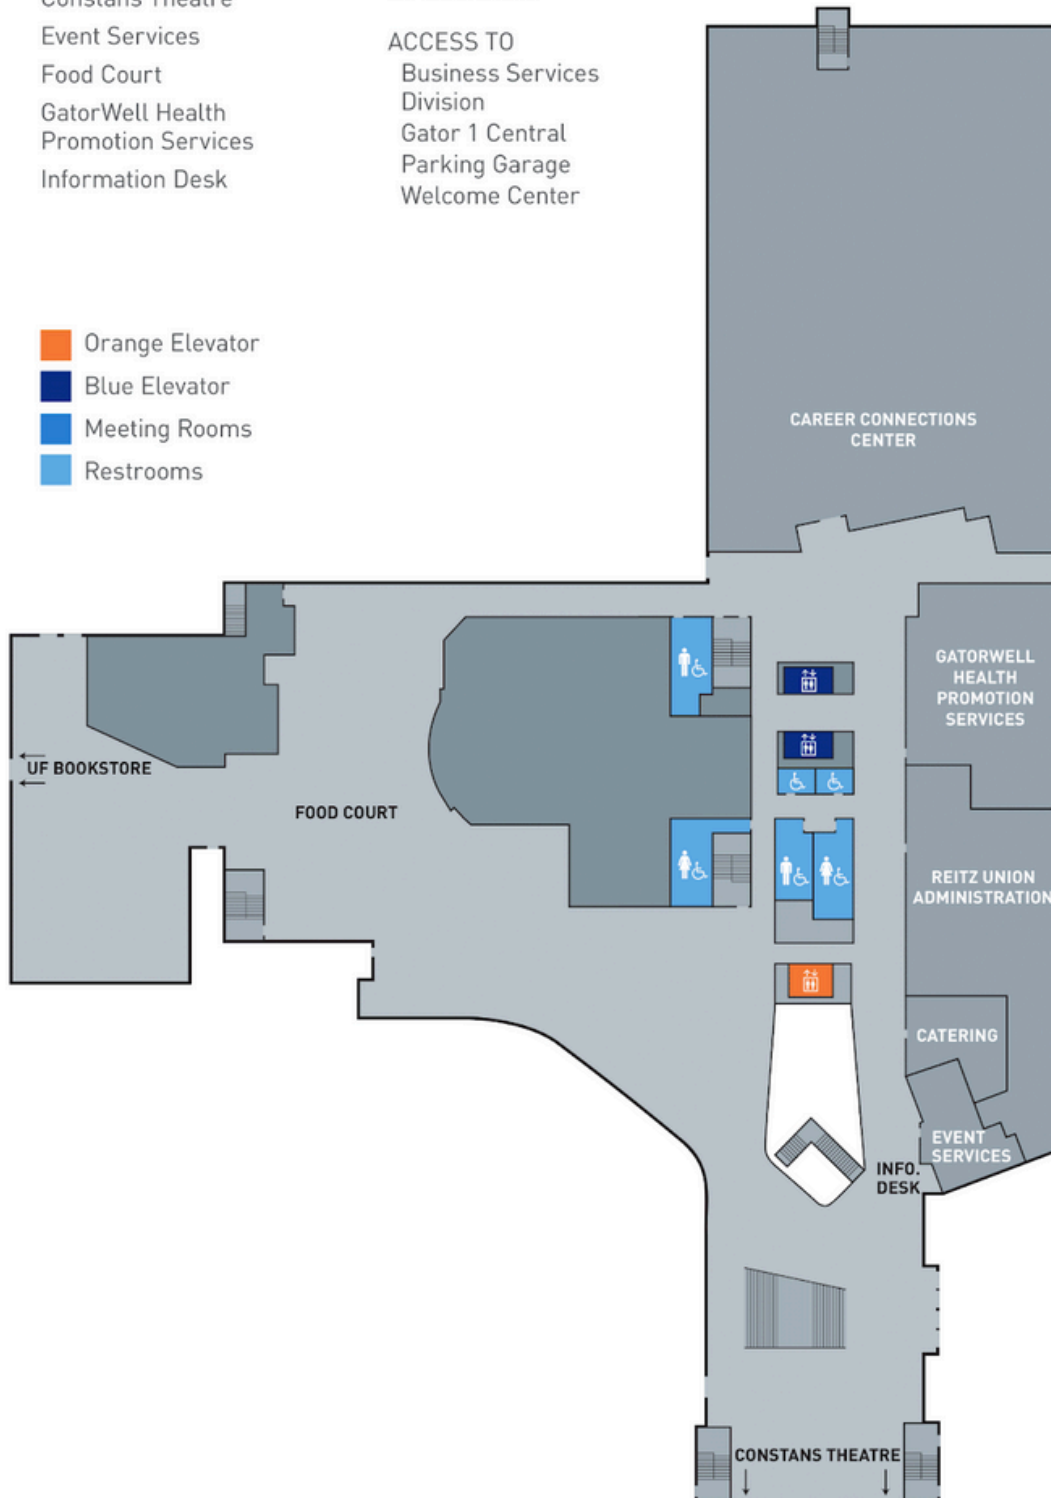 Constans Theatre
Event Services
Food Court
GatorWell Health
Promotion Services
Information Desk
ACCESS TO
Business Services
Division
Gator 1 Central
Parking Garage
Welcome Center
Orange Elevator
Blue Elevator
Meeting Rooms
Restrooms
CAREER CONNECTIONS
CENTER
GATORWELL
HEALTH
PROMOTION
SERVICES
UF BOOKSTORE
FOOD COURT
REITZ UNION
ADMINISTRATION
CATERING
EVENT
SERVICES
INFO.
DESK
CONSTANS THEATRE